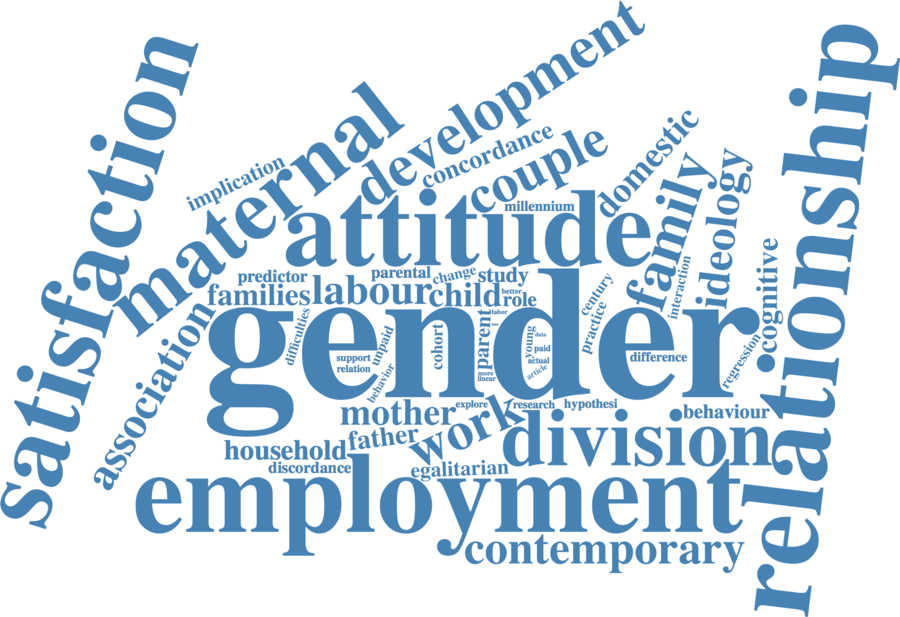 satisfaction
maternal
implication
development
concordance
couple
domestic
relationship
millennium
attitude
family
ideology
cognitive
interaction
predictor
parental
change
study
families
labour
child
better
role
century
practice
association
gender
difficulties
support
relation
unpaid
behavior
cohort
parent
labor
more
linear
young
data
paid
actual
article
difference
regression
mother
explore
research
hypothesi
behaviour
father
work
household
division
discordance
egalitarian
employment
contemporary